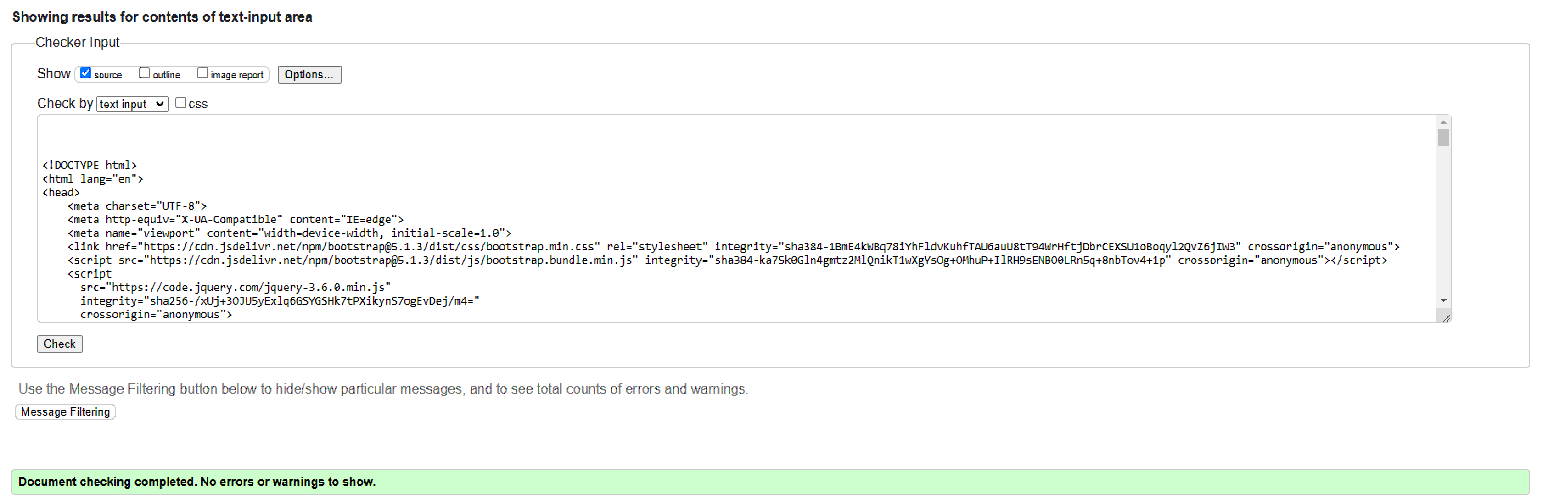 Showing results for contents of text-input area
Checker Input
Show source outline image report Options...
Check by text input css
<!DOCTYPE html>
<html lang="en">
<head>
    <meta charset="UTF-8">
    <meta http-equiv="X-UA-Compatible" content="IE=edge">
    <meta name="viewport" content="width=device-width, initial-scale=1.0">
    <link href="https://cdn.jsdelivr.net/npm/bootstrap@5.1.3/dist/css/bootstrap.min.css" rel="stylesheet" integrity="sha384-1BmE4kWBq78iYhFldvKuhfTAU6auU8tT94WrHftjDbrCEXSU1oBoqyl2QvZ6jIW3" crossorigin="anonymous">
    <script src="https://cdn.jsdelivr.net/npm/bootstrap@5.1.3/dist/js/bootstrap.bundle.min.js" integrity="sha384-ka7Sk0Gln4gmtz2MlQnikT1wXgYsOg+OMhuP+IlRH9sENBO0LRn5q+8nbTov4+1p" crossorigin="anonymous"></script>
    <script
      src="https://code.jquery.com/jquery-3.6.0.min.js"
      integrity="sha256-/xUj+3OJU5yExlq6GSYGSHk7tPXikynS7ogEvDej/m4="
      crossorigin="anonymous">
Check
Use the Message Filtering button below to hide/show particular messages, and to see total counts of errors and warnings.
Message Filtering
Document checking completed. No errors or warnings to show.